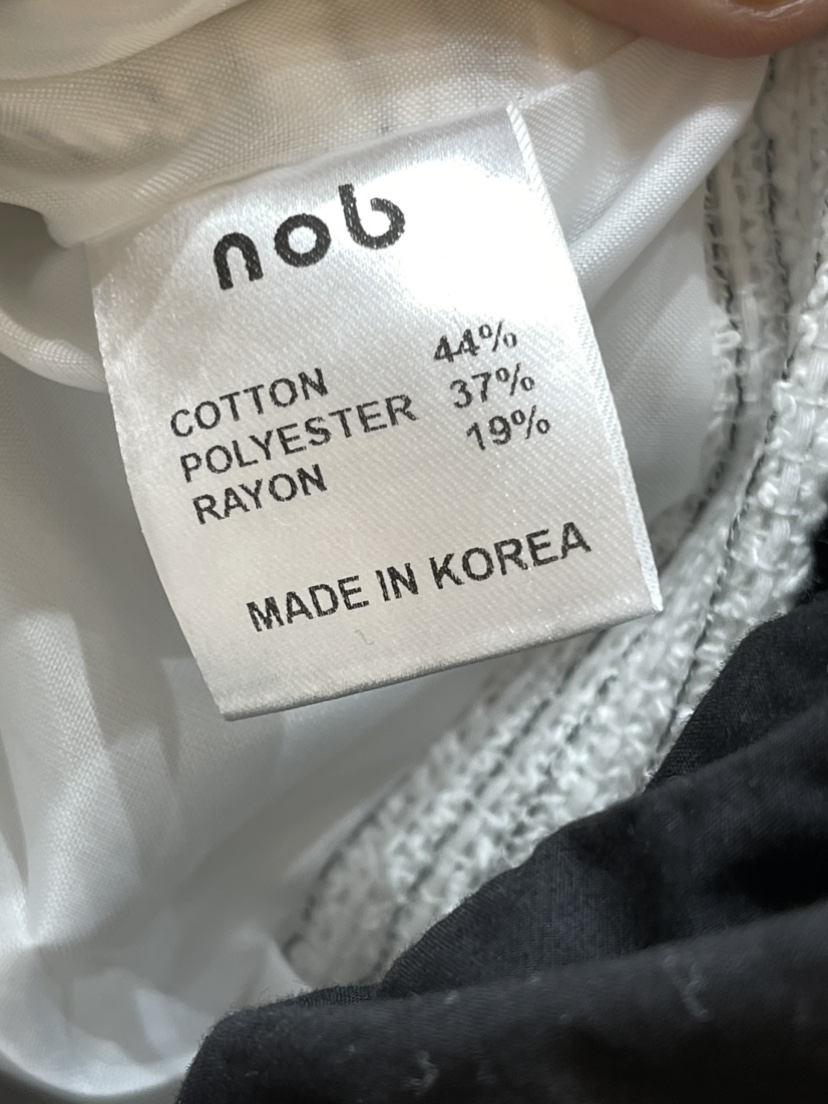 nob
COTTON 44%
POLYESTER 37%
RAYON 19%
MADE IN KOREA